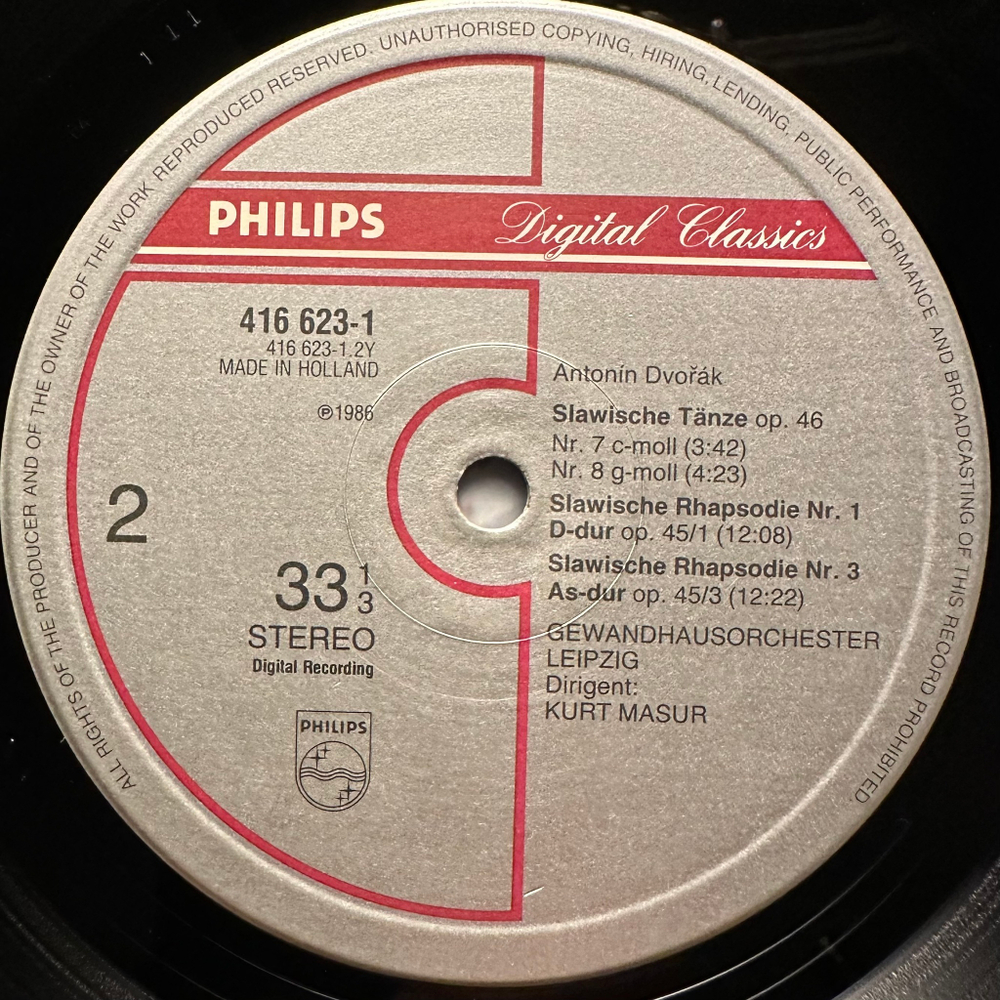 ALL RIGHTS OF THE PRODUCER AND OF THE OWNER OF THE WORK REPRODUCED RESERVED. UNAUTHORISED COPYING, HIRING, LENDING, PUBLIC PERFORMANCE AND BROADCASTING OF THIS RECORD PROHIBITED.
PHILIPS Digital Classics
416 623-1
416 623-1.2Y
MADE IN HOLLAND
℗1986
2
33 1/3
STEREO
Digital Recording
PHILIPS
Antonín Dvořák
Slawische Tänze op. 46
Nr. 7 c-moll (3:42)
Nr. 8 g-moll (4:23)
Slawische Rhapsodie Nr. 1
D-dur op. 45/1 (12:08)
Slawische Rhapsodie Nr. 3
As-dur op. 45/3 (12:22)
GEWANDHAUSORCHESTER
LEIPZIG
Dirigent:
KURT MASUR